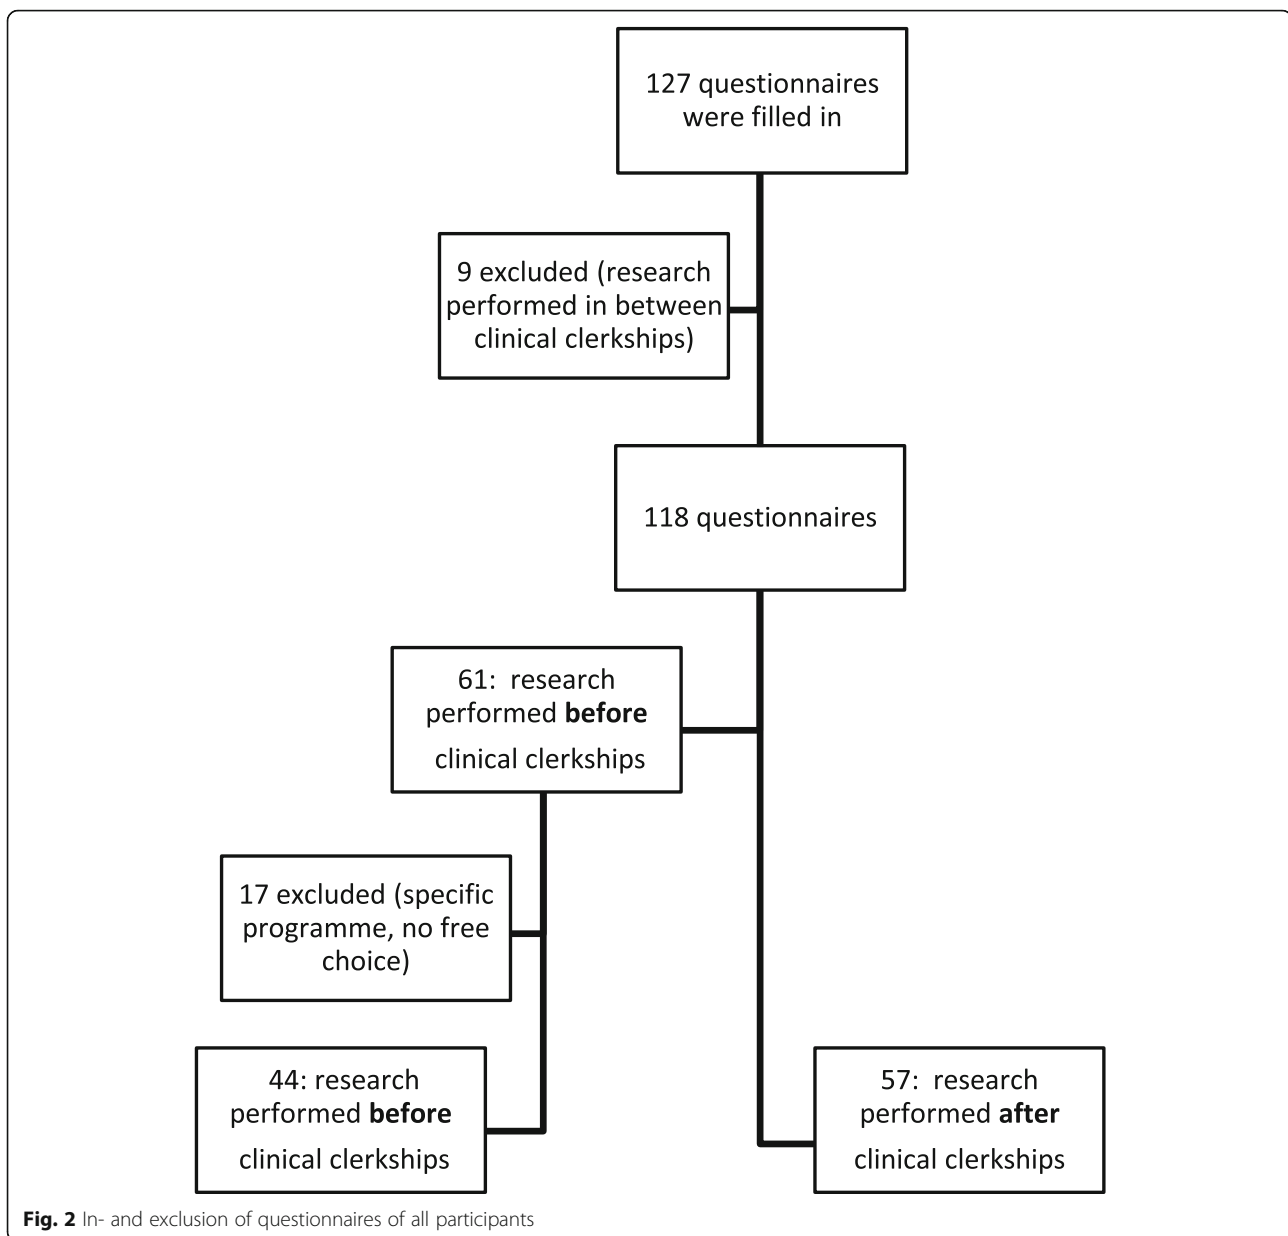 127 questionnaires
were filled in
9 excluded (research
performed in between
clinical clerkships)
118 questionnaires
61:  research
performed before
clinical clerkships
17 excluded (specific
programme, no free
choice)
44: research
performed before
clinical clerkships
57:  research
performed after
clinical clerkships
Fig. 2 In- and exclusion of questionnaires of all participants